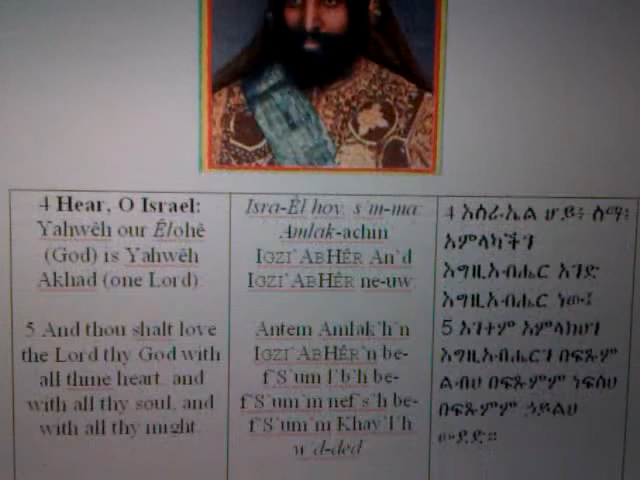 4 Hear, O Israel:
Yahwêh our Êlohê
(God) is Yahwêh
Akhad (one Lord).
5 And thou shalt love
the Lord thy God with
all thine heart, and
with all thy soul, and
with all thy might.
Isra-Êl hoy, s'm-ma:
Amlak-achin
IGZI'ABHÊR An'd
IGZI'ABHÊR ne-uw.
Antem Amlak'h'n
IGZI'ABHÊR'n be-
f'S'um l'b'h be-
f'S'um'm nef's'h be-
f'S'um'm Khay'l'h
w'd-ded
4 እስራኤል ሆይ፥ ስማ፤
አምላካችን
እግዚአብሔር አንድ
እግዚአብሔር ነው፤
5 አንተም አምላክህን
እግዚአብሔርን በፍጹም
ልብህ በፍጹምም ነፍስህ
በፍጹምም ኃይልህ
ውደድ።